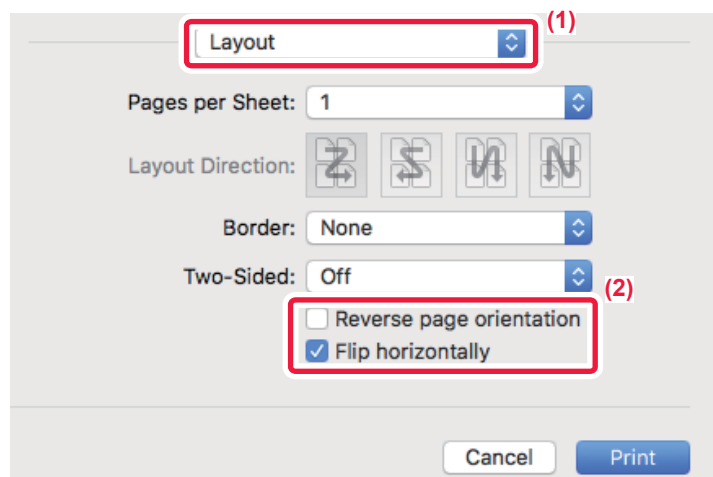 (1)
Layout
Pages per Sheet: 1
Layout Direction:
Border: None
Two-Sided: Off
(2)
Reverse page orientation
Flip horizontally
Cancel Print